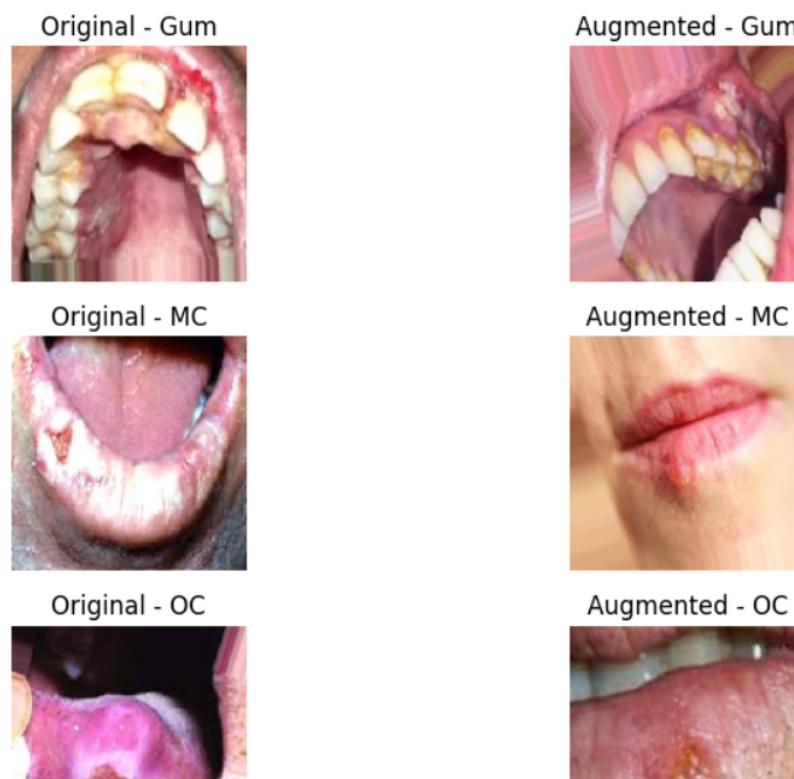 Original - Gum
Augmented - Gum
Original - MC
Augmented - MC
Original - OC
Augmented - OC